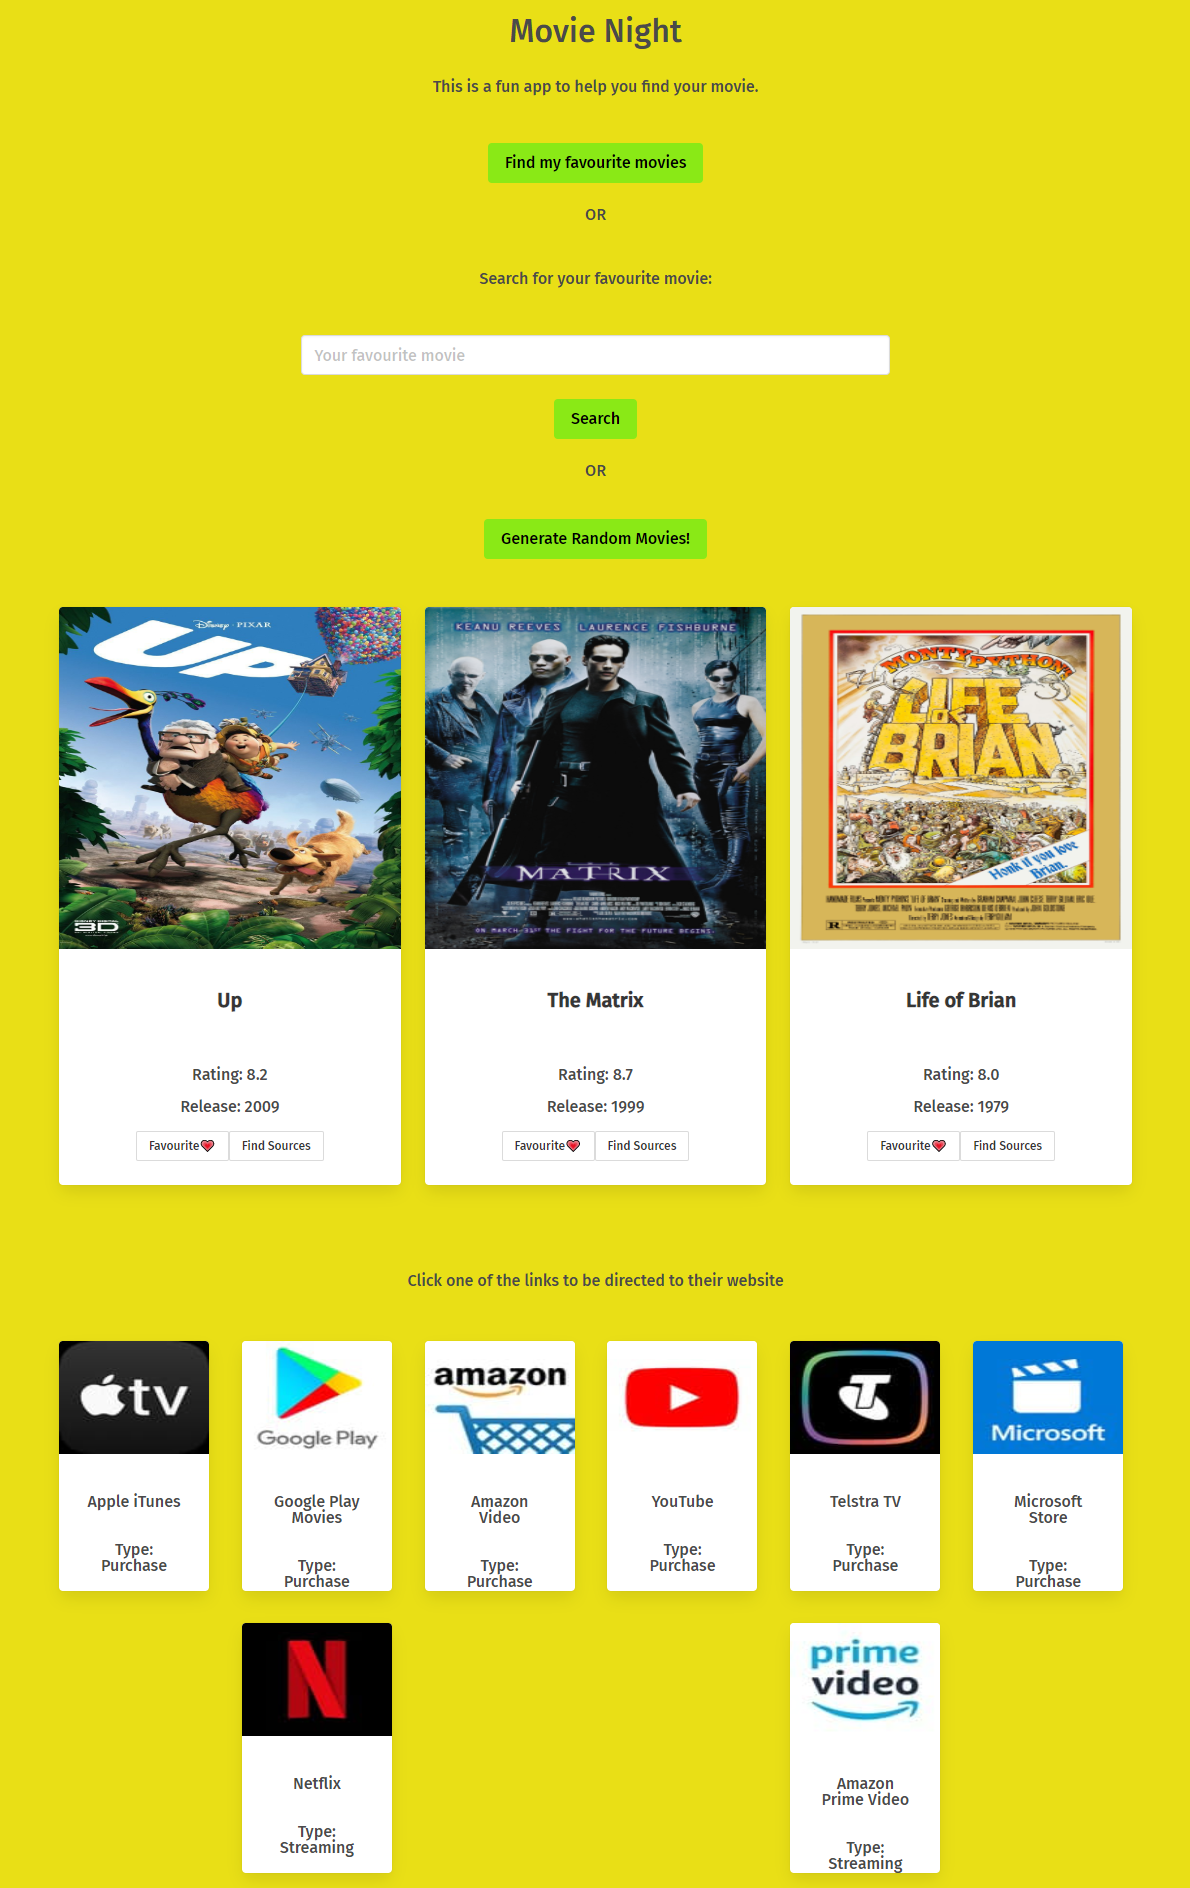 Movie Night
This is a fun app to help you find your movie.
Find my favourite movies
OR
Search for your favourite movie:
Your favourite movie
Search
OR
Generate Random Movies!
Disney · PIXAR
UP
DISNEY DIGITAL
3D
KEANU REEVES LAURENCE FISHBURNE
THE
MATRIX
ON MARCH 31ST THE FIGHT FOR THE FUTURE BEGINS.
MONTY PYTHON'S
LIFE
OF
BRIAN
Honk if you love
Brian.
R
Up
The Matrix
Life of Brian
Rating: 8.2
Rating: 8.7
Rating: 8.0
Release: 2009
Release: 1999
Release: 1979
Favourite❤️ Find Sources
Favourite❤️ Find Sources
Favourite❤️ Find Sources
Click one of the links to be directed to their website
tv
Google Play
amazon
T
Microsoft
Apple iTunes
Google Play
Movies
Amazon
Video
YouTube
Telstra TV
Microsoft
Store
Type:
Purchase
Type:
Purchase
Type:
Purchase
Type:
Purchase
Type:
Purchase
Type:
Purchase
N
prime
video
Netflix
Amazon
Prime Video
Type:
Streaming
Type:
Streaming